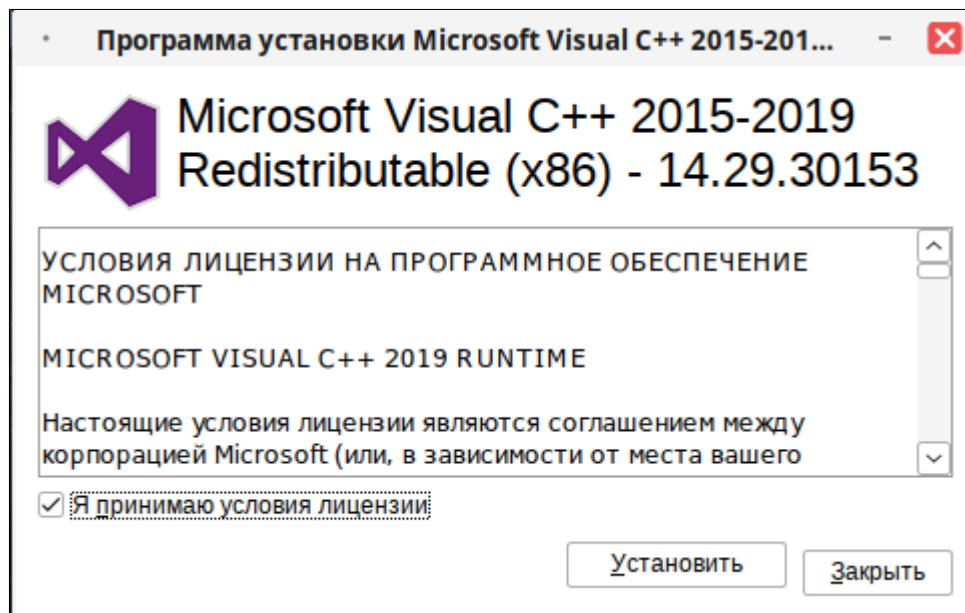 Программа установки Microsoft Visual C++ 2015-201...
Microsoft Visual C++ 2015-2019
Redistributable (x86) - 14.29.30153
УСЛОВИЯ ЛИЦЕНЗИИ НА ПРОГРАММНОЕ ОБЕСПЕЧЕНИЕ
MICROSOFT
MICROSOFT VISUAL C++ 2019 RUNTIME
Настоящие условия лицензии являются соглашением между
корпорацией Microsoft (или, в зависимости от места вашего
Я принимаю условия лицензии
Установить
Закрыть